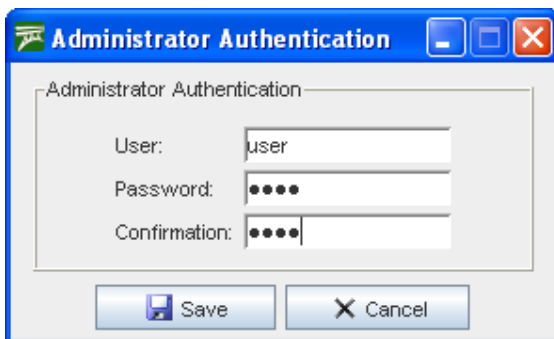 Administrator Authentication
Administrator Authentication
User: user
Password: ••••
Confirmation: ••••
Save Cancel